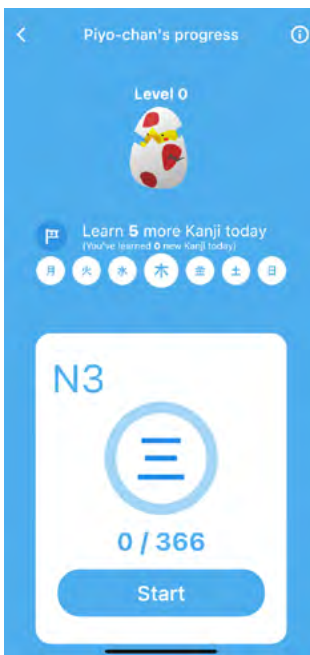 Piyo-chan's progress
Level 0
Learn 5 more Kanji today
(You've learned 0 new Kanji today)
月 火 水 木 金 土 日
N3
三
0 / 366
Start